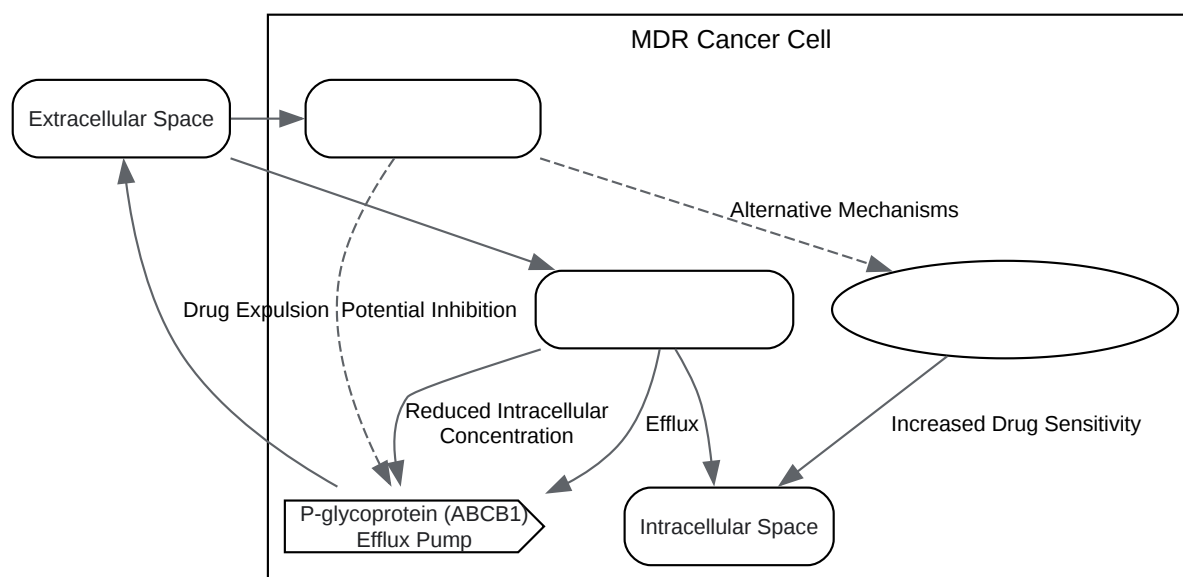 MDR Cancer Cell
Extracellular Space
Alternative Mechanisms
Drug Expulsion
Potential Inhibition
Reduced Intracellular
Concentration
Efflux
Increased Drug Sensitivity
P-glycoprotein (ABCB1)
Efflux Pump
Intracellular Space